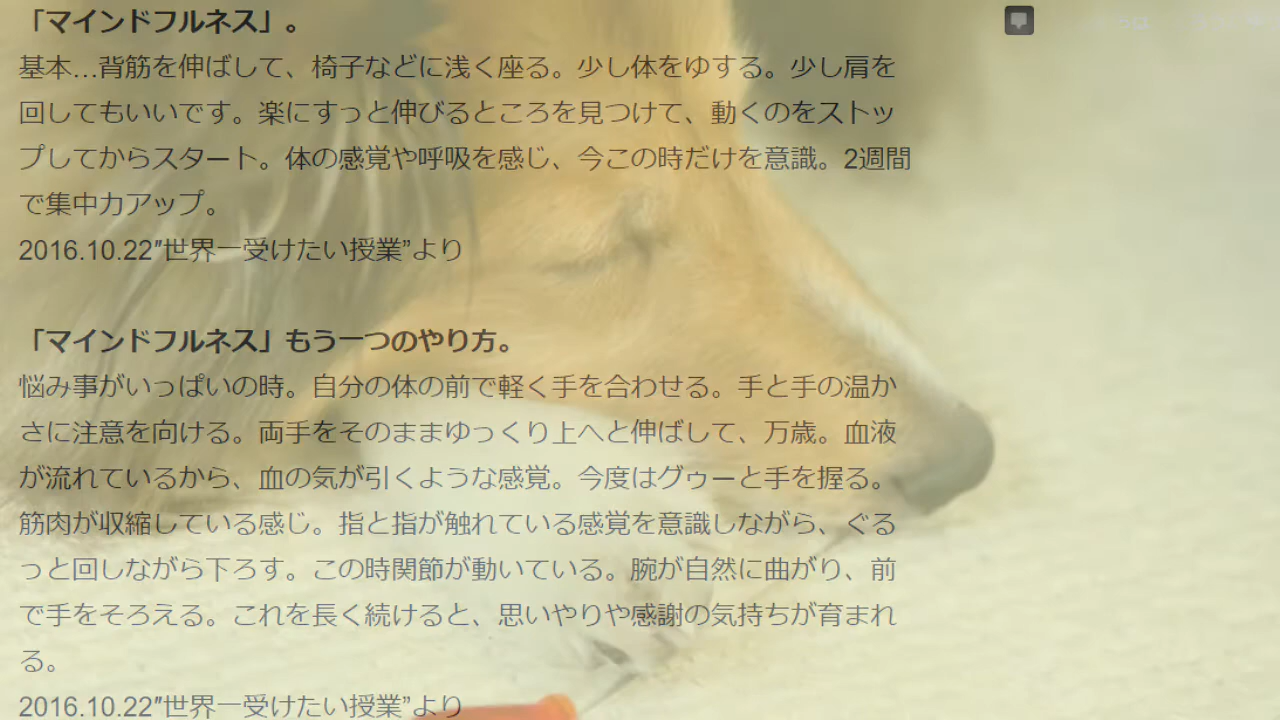 「マインドフルネス」。
基本…背筋を伸ばして、椅子などに浅く座る。少し体をゆする。少し肩を
回してもいいです。楽にすっと伸びるところを見つけて、動くのをストッ
プしてからスタート。体の感覚や呼吸を感じ、今この時だけを意識。2週間
で集中力アップ。
2016.10.22″世界一受けたい授業”より
「マインドフルネス」もう一つのやり方。
悩み事がいっぱいの時。自分の体の前で軽く手を合わせる。手と手の温か
さに注意を向ける。両手をそのままゆっくり上へと伸ばして、万歳。血液
が流れているから、血の気が引くような感覚。今度はグゥーと手を握る。
筋肉が収縮している感じ。指と指が触れている感覚を意識しながら、ぐる
っと回しながら下ろす。この時関節が動いている。腕が自然に曲がり、前
で手をそろえる。これを長く続けると、思いやりや感謝の気持ちが育まれ
る。
2016.10.22″世界一受けたい授業”より